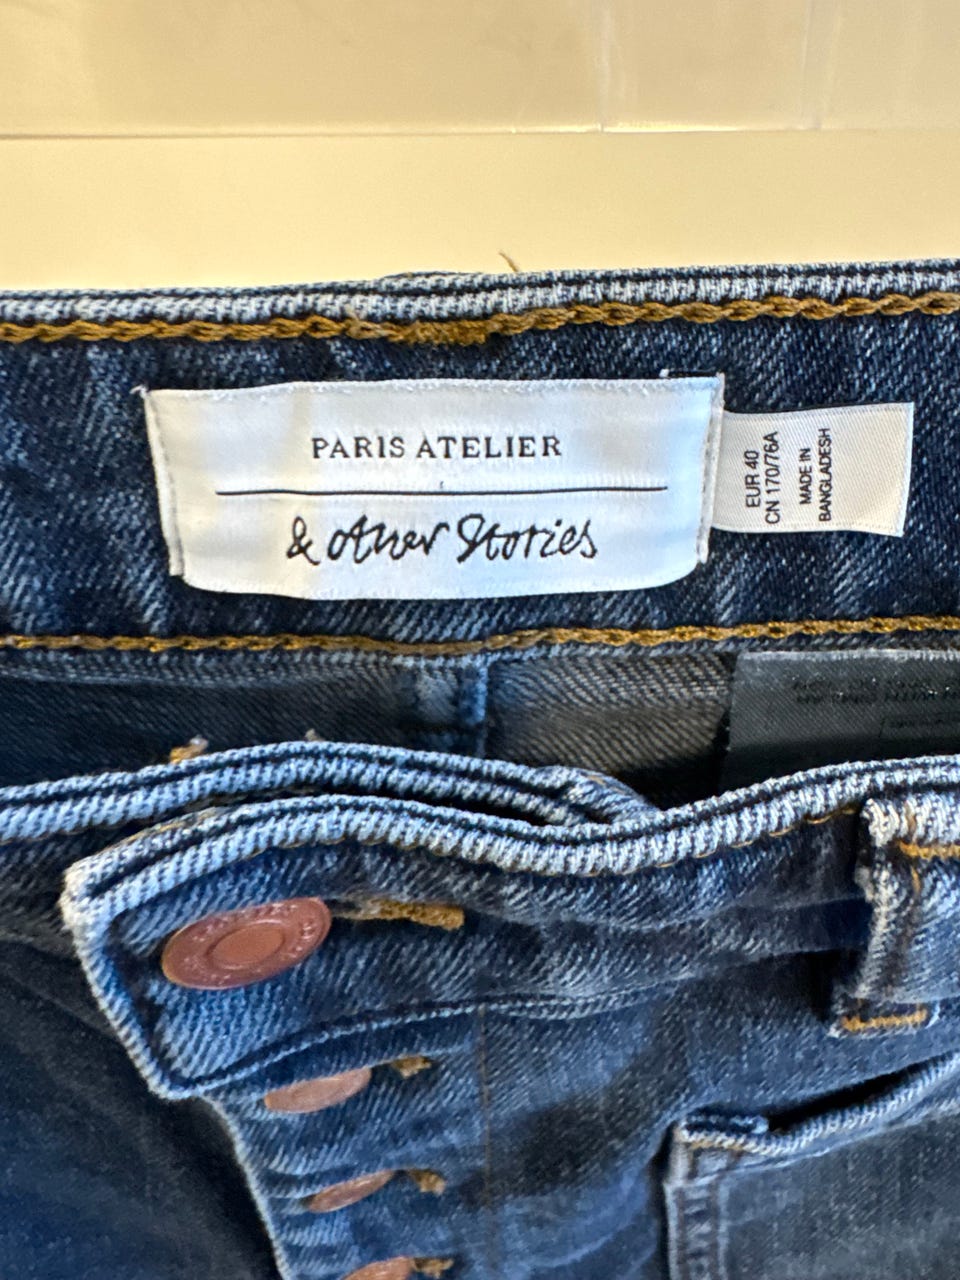 PARIS ATELIER
& Other Stories
EUR 40
CN 170/76A
MADE IN
BANGLADESH